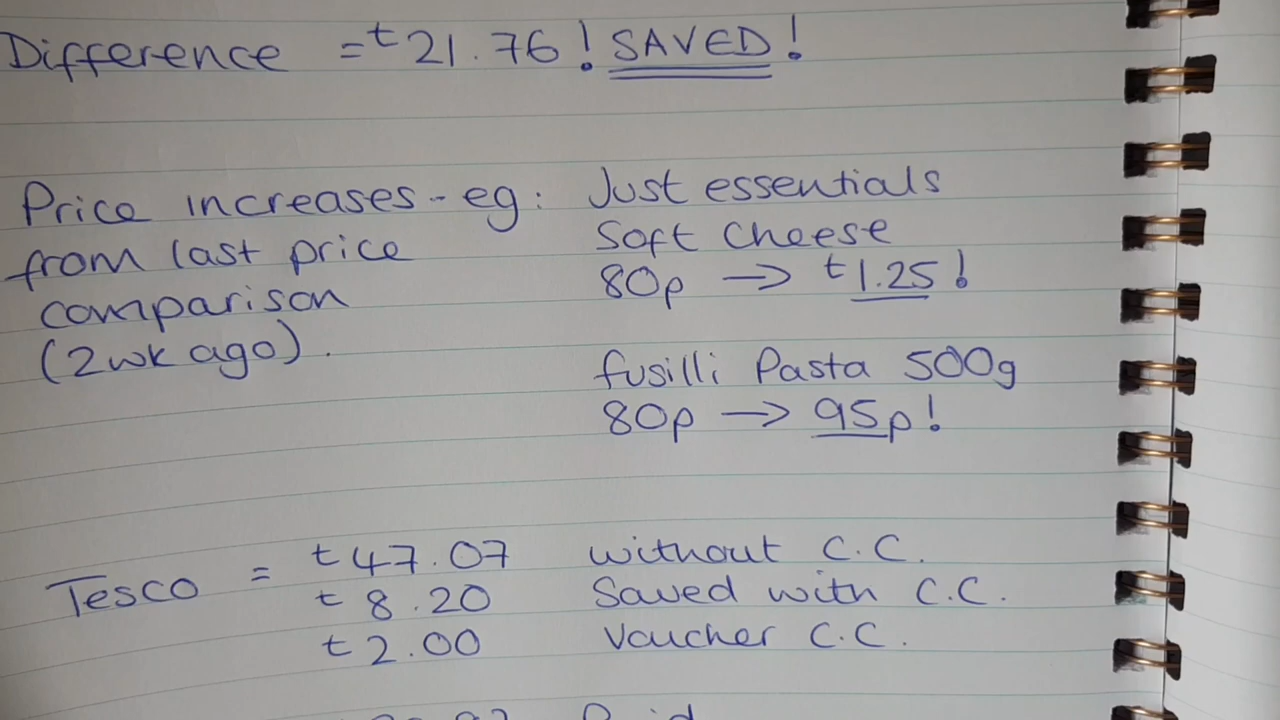 Difference = £21.76! SAVED!
Price increases - eg: Just essentials
from last price Soft Cheese
comparison 80p → £1.25!
(2wk ago).
fusilli Pasta 500g
80p → 95p!
Tesco = £47.07 without C.C.
£8.20 Saved with C.C.
£2.00 Voucher C.C.